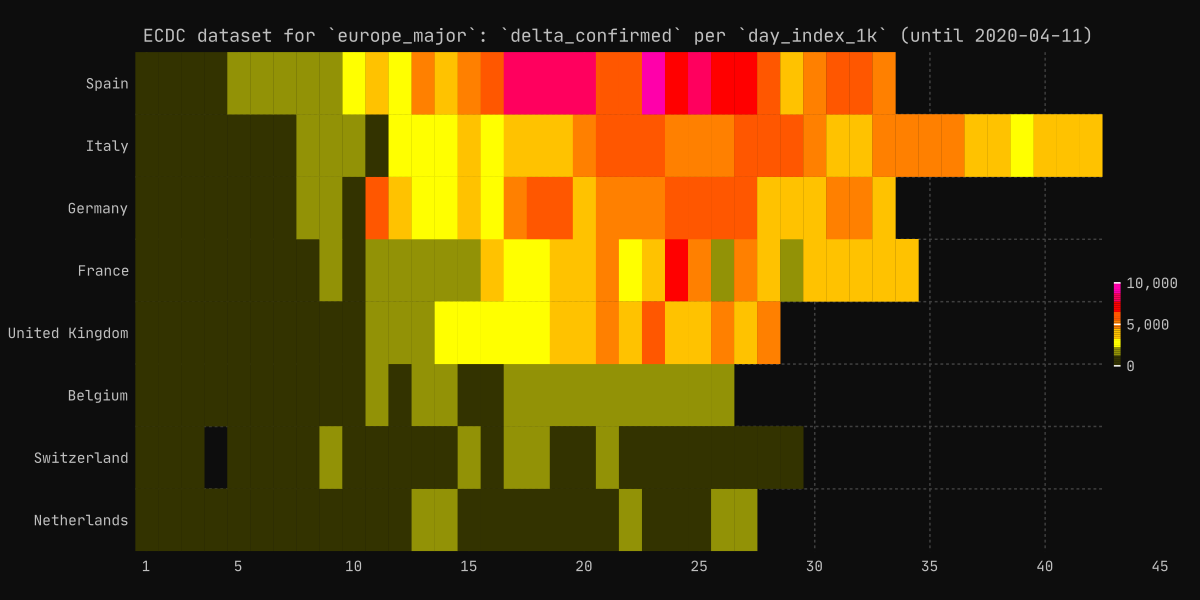 ECDC dataset for `europe_major`: `delta_confirmed` per `day_index_1k` (until 2020-04-11)
Spain
Italy
Germany
France
United Kingdom
Belgium
Switzerland
Netherlands
10,000
5,000
0
1 5 10 15 20 25 30 35 40 45